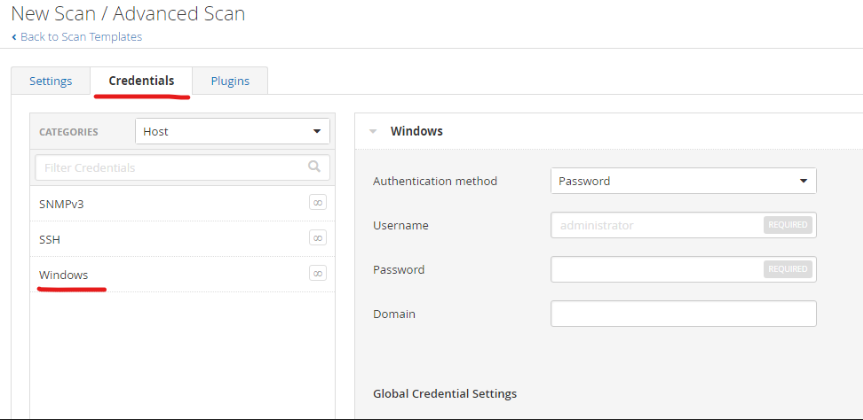 New Scan / Advanced Scan
Back to Scan Templates
Settings
Credentials
Plugins
CATEGORIES
Host
Filter Credentials
SNMPv3
SSH
Windows
Windows
Authentication method
Password
Username
administrator
REQUIRED
Password
REQUIRED
Domain
Global Credential Settings